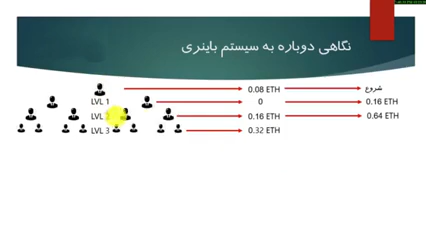 نگاهی دوباره به سیستم باینری
0.08 ETH شروع
LVL 1 0 0.16 ETH
LVL 2 0.16 ETH 0.64 ETH
LVL 3 0.32 ETH